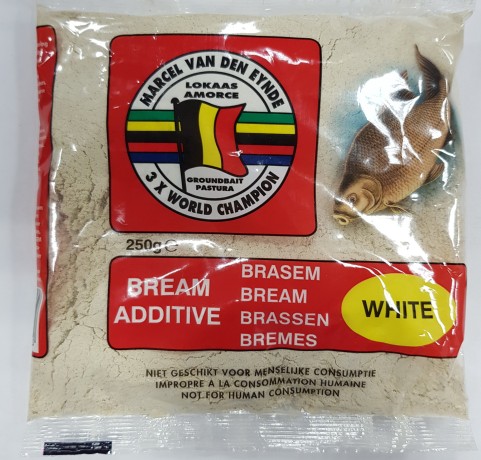 MARCEL VAN DEN EYNDE
LOKAAS
AMORCE
GROUNDBAIT
PASTURA
3 X WORLD CHAMPION
250g ℮
BREAM
ADDITIVE
BRASEM
BREAM
BRASSEN
BREMES
WHITE
NIET GESCHIKT VOOR MENSELIJKE CONSUMPTIE
IMPROPRE A LA CONSOMMATION HUMAINE
NOT FOR HUMAN CONSUMPTION